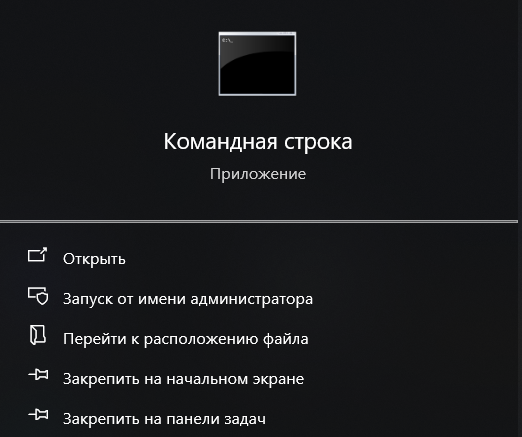 Командная строка
Приложение
Открыть
Запуск от имени администратора
Перейти к расположению файла
Закрепить на начальном экране
Закрепить на панели задач